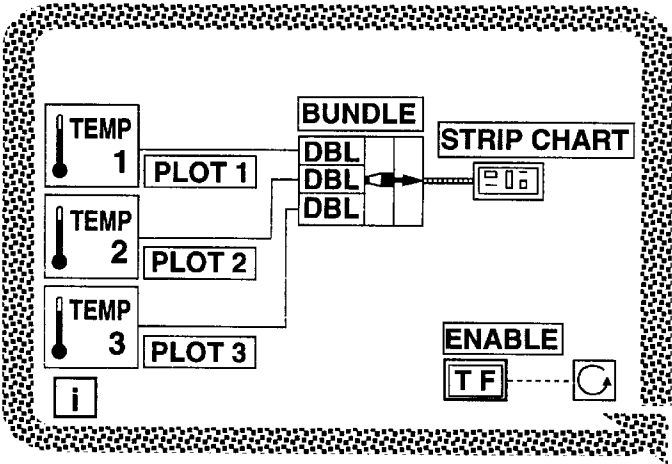 BUNDLE
TEMP
1
PLOT 1
DBL
DBL
DBL
STRIP CHART
TEMP
2
PLOT 2
TEMP
3
PLOT 3
ENABLE
T F
i